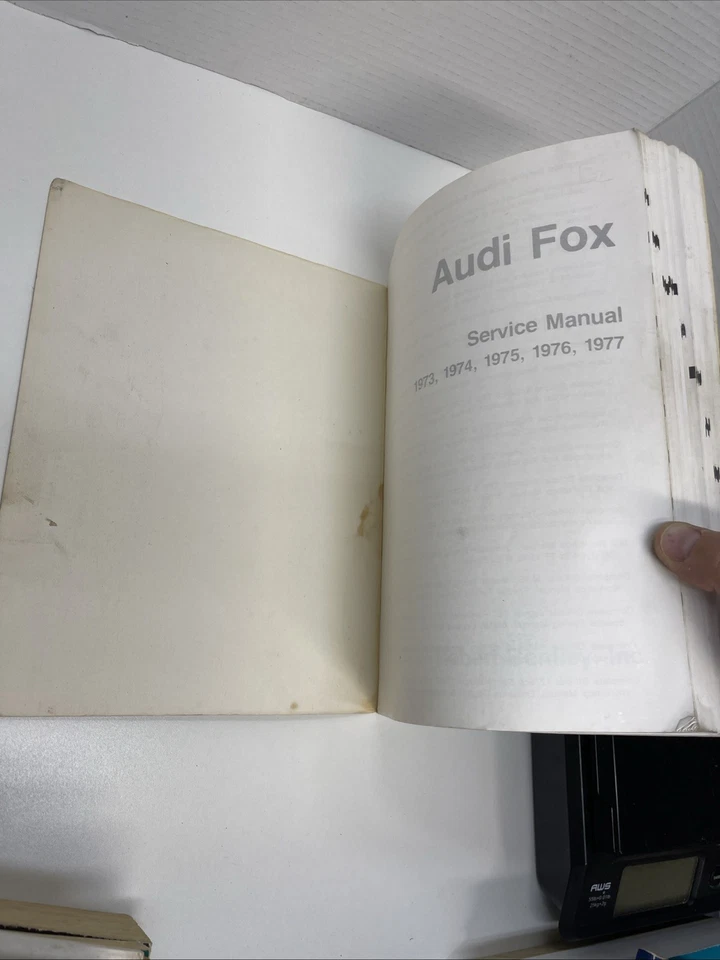 Audi Fox
Service Manual
1973, 1974, 1975, 1976, 1977
AWS